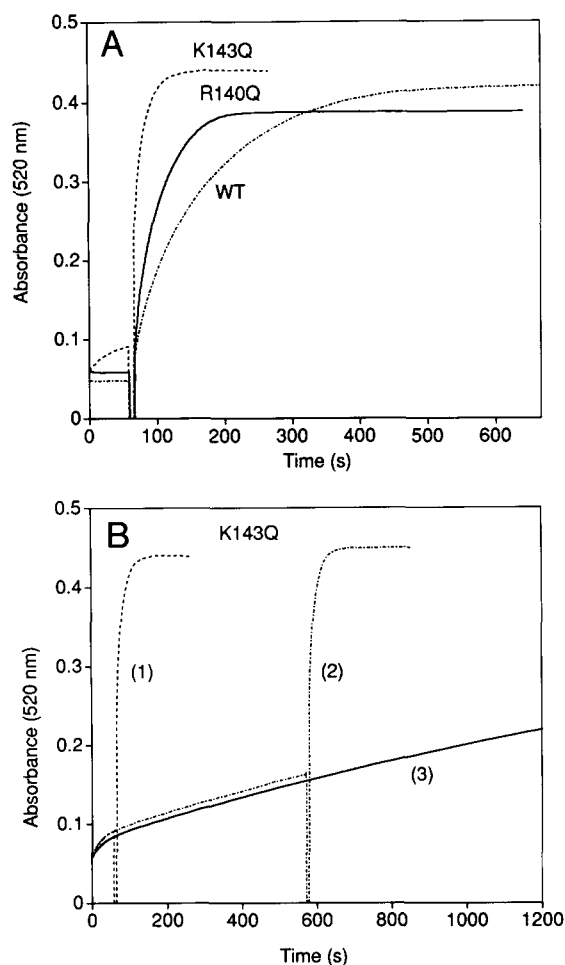 A
K143Q
R140Q
WT
Absorbance (520 nm)
0.5
0.4
0.3
0.2
0.1
0
0 100 200 300 400 500 600
Time (s)
B
K143Q
(1)
(2)
(3)
Absorbance (520 nm)
0.5
0.4
0.3
0.2
0.1
0
0 200 400 600 800 1000 1200
Time (s)